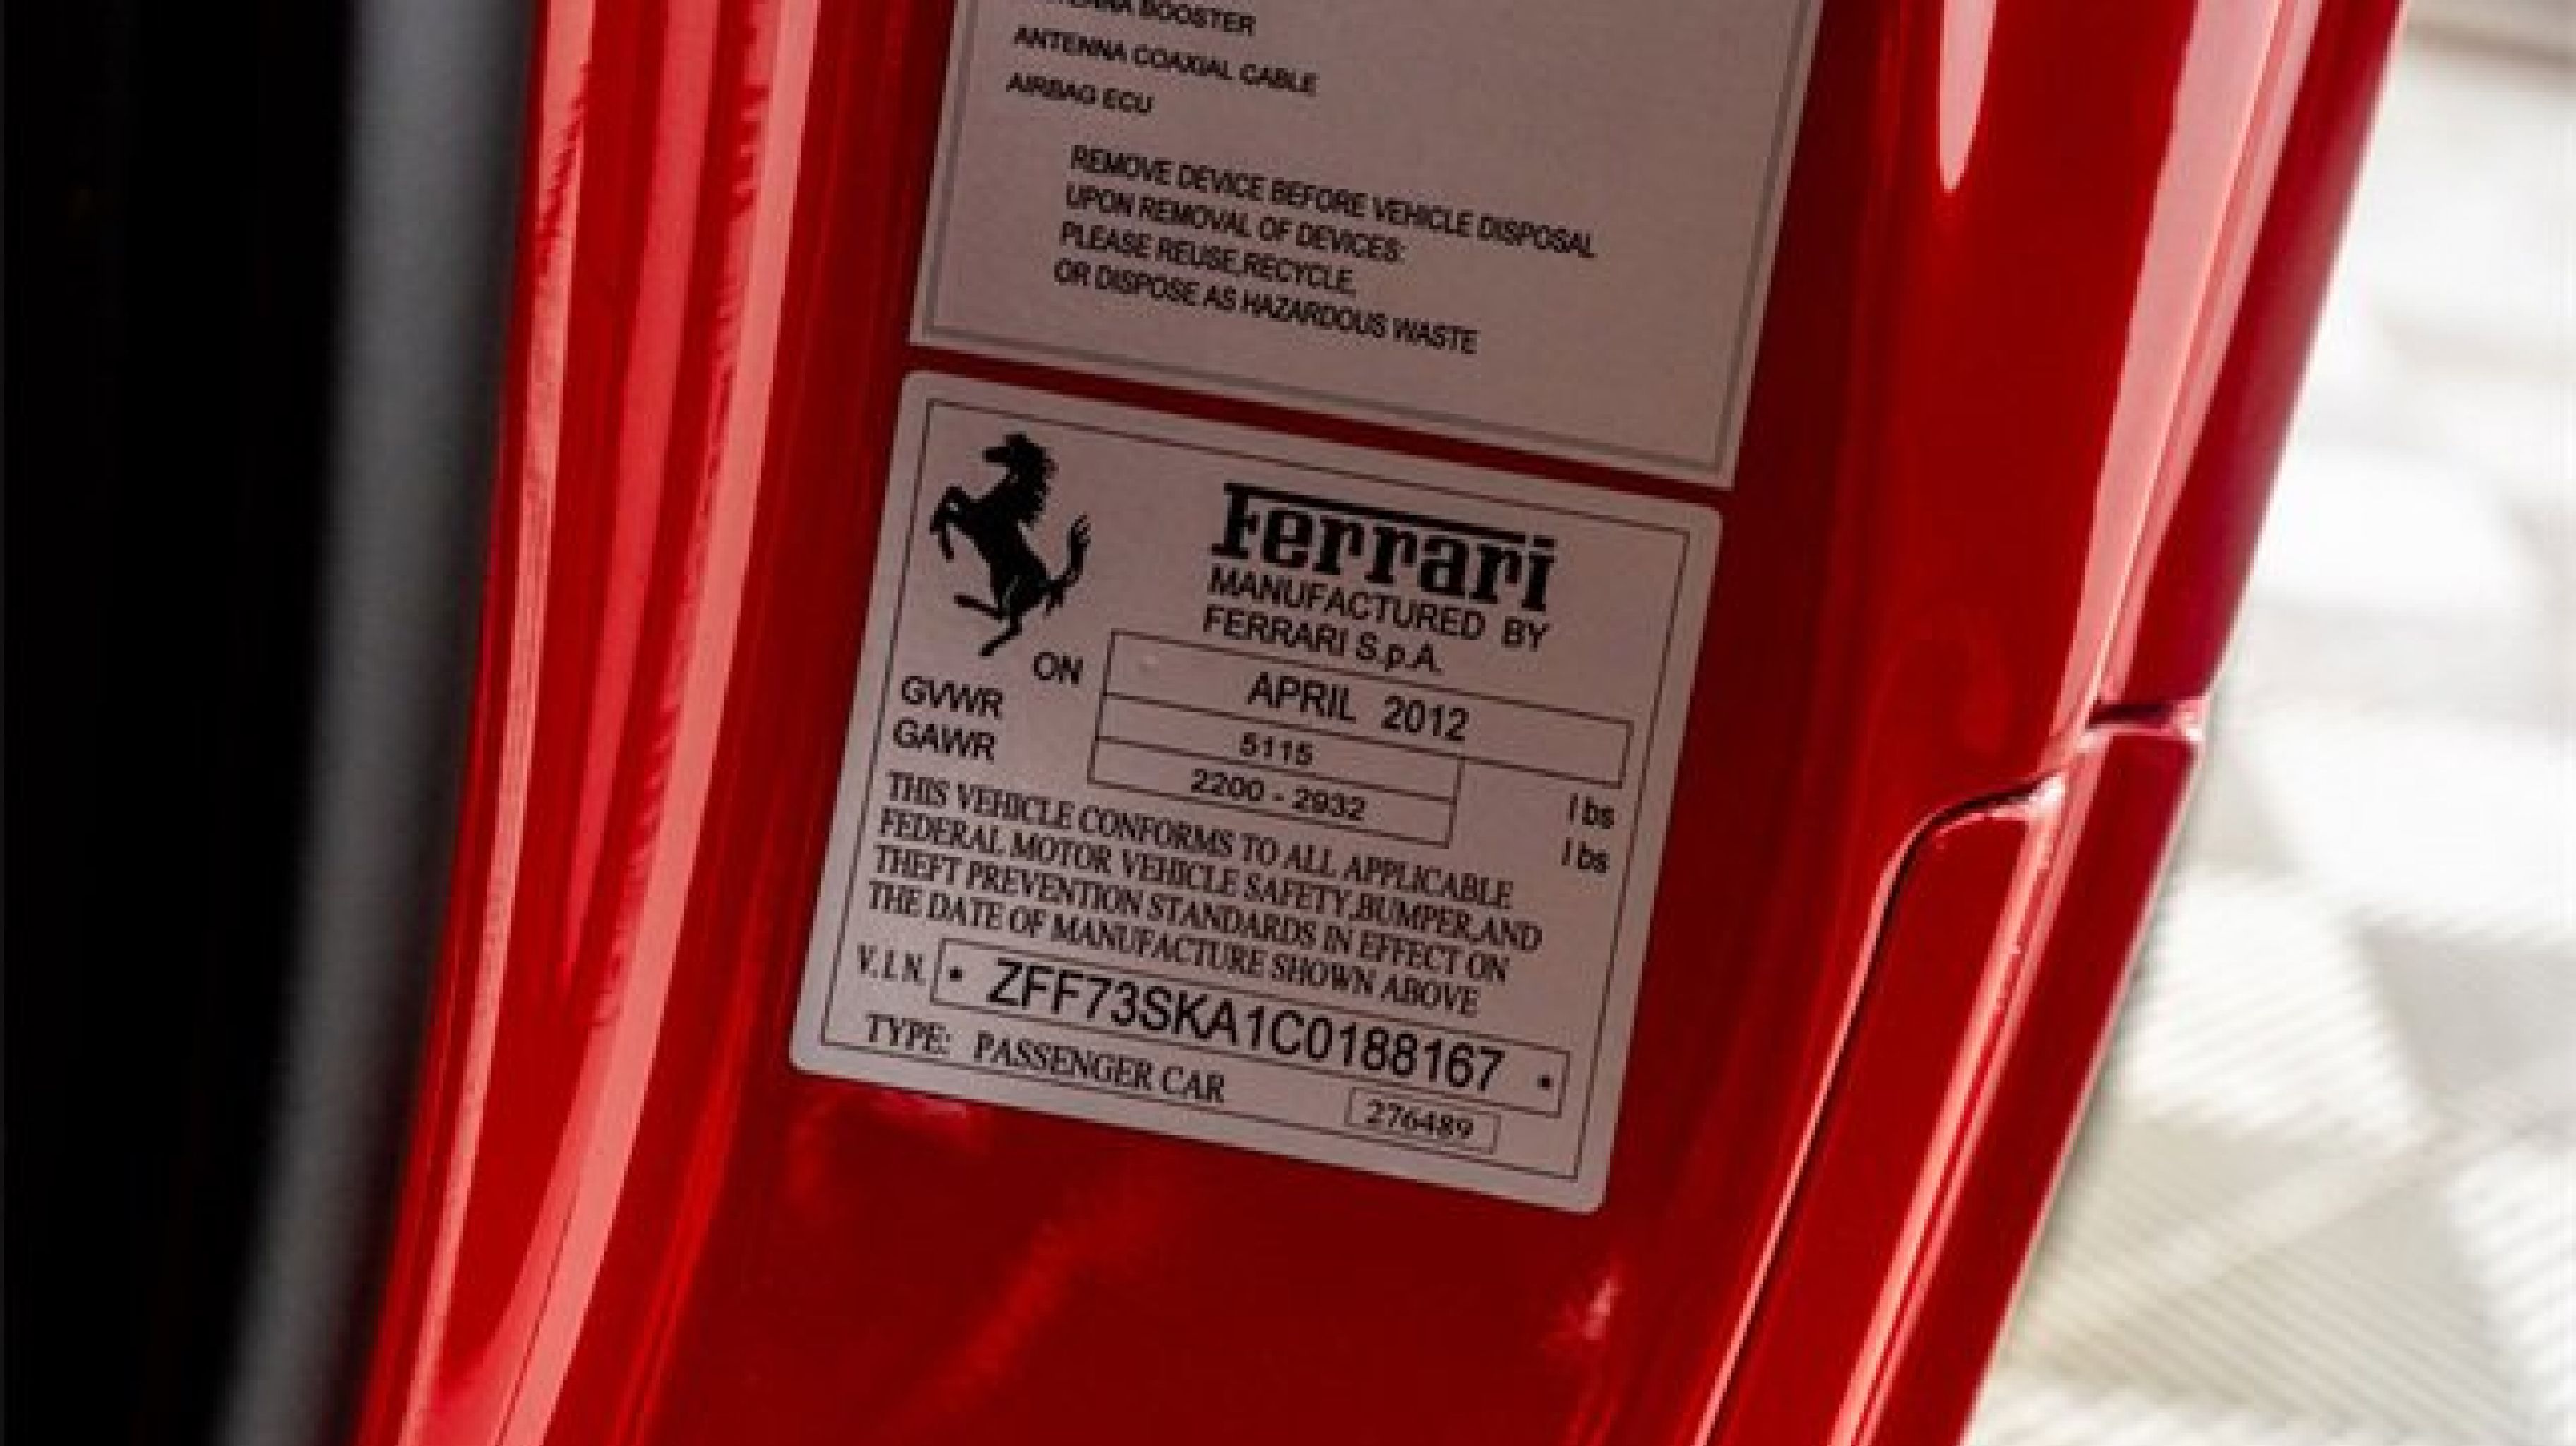 BOOSTER
ANTENNA COAXIAL CABLE
AIRBAG ECU
REMOVE DEVICE BEFORE VEHICLE DISPOSAL
UPON REMOVAL OF DEVICES:
PLEASE REUSE,RECYCLE,
OR DISPOSE AS HAZARDOUS WASTE
Ferrari
MANUFACTURED BY
FERRARI S.p.A.
ON APRIL 2012
GVWR 5115 lbs
GAWR 2200 - 2932 lbs
THIS VEHICLE CONFORMS TO ALL APPLICABLE
FEDERAL MOTOR VEHICLE SAFETY,BUMPER,AND
THEFT PREVENTION STANDARDS IN EFFECT ON
THE DATE OF MANUFACTURE SHOWN ABOVE
V.I.N. • ZFF73SKA1C0188167 •
TYPE: PASSENGER CAR 276489